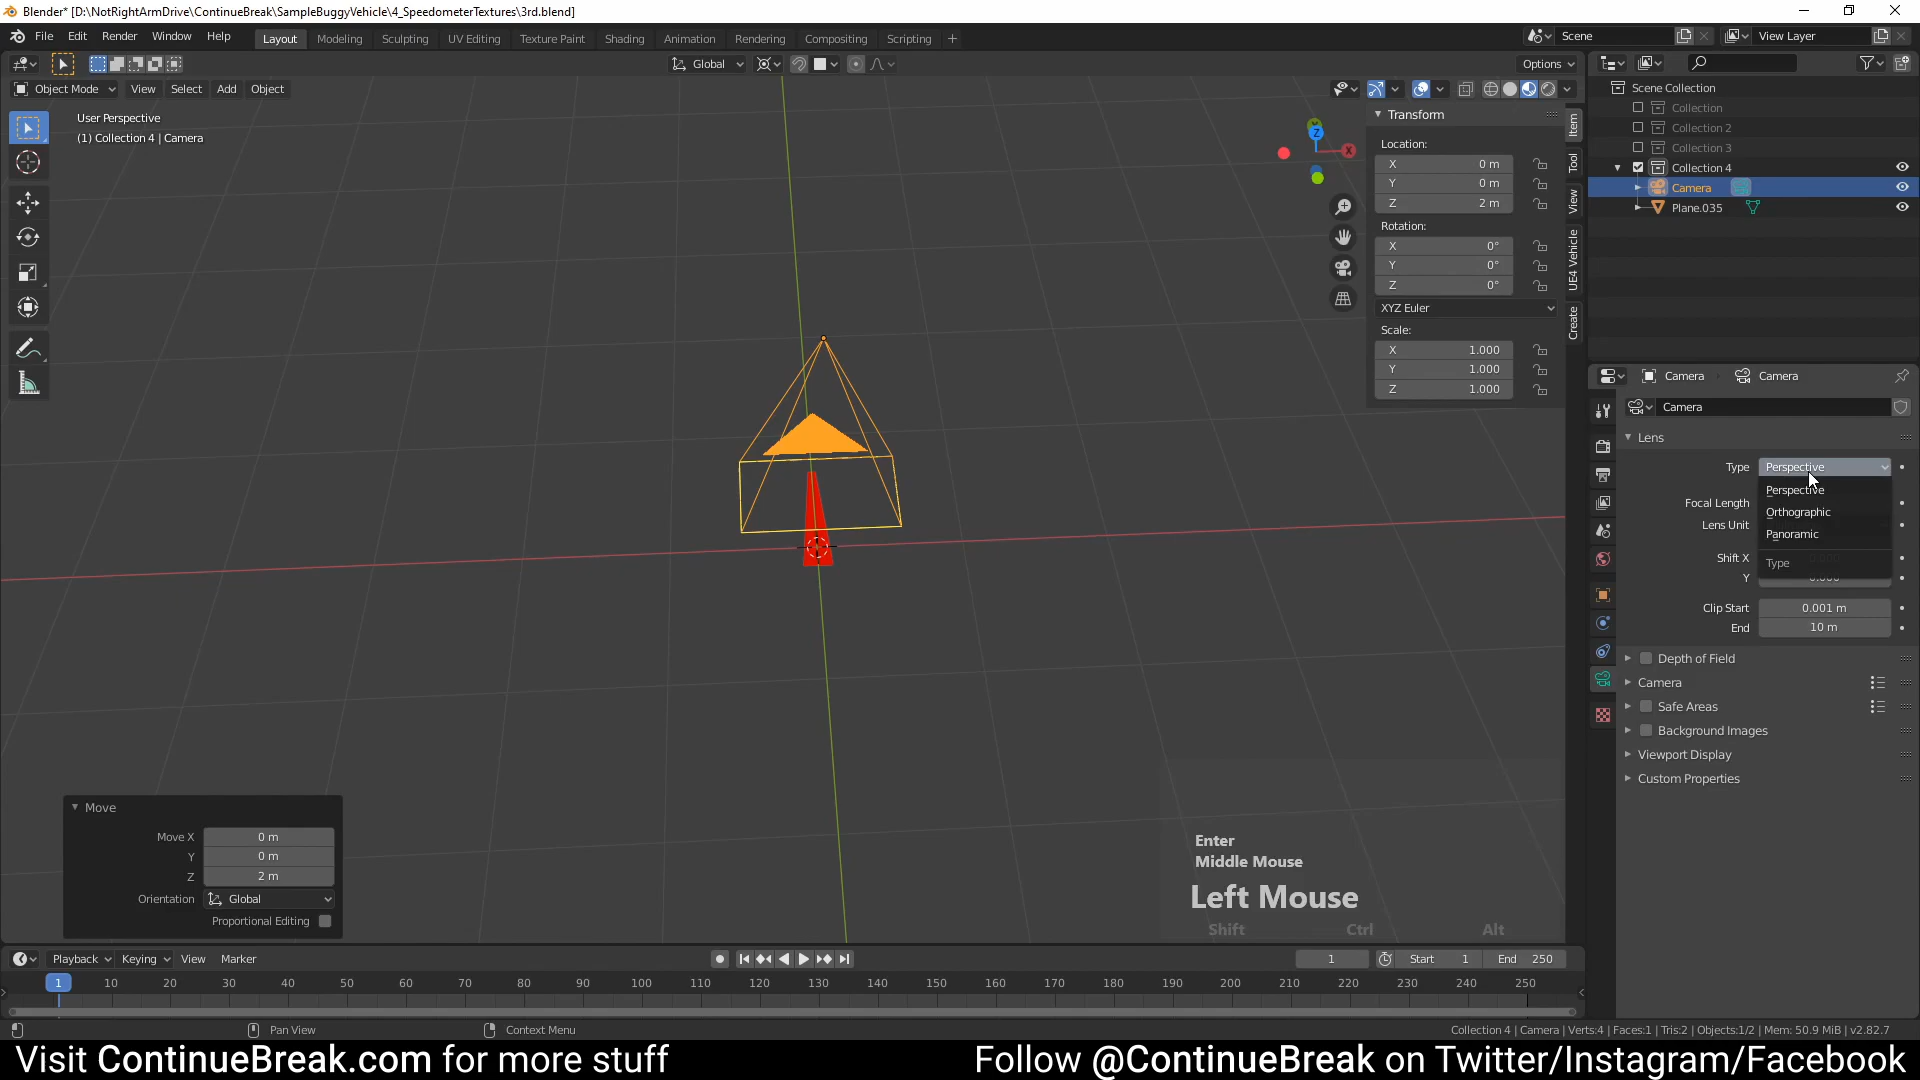 Blender* [D:\NotRightArmDrive\ContinueBreak\SampleBuggyVehicle\4_SpeedometerTextures\3rd.blend]
File Edit Render Window Help
Layout Modeling Sculpting UV Editing Texture Paint Shading Animation Rendering Compositing Scripting +
Scene
View Layer
Global
Options
Object Mode View Select Add Object
User Perspective
(1) Collection 4 | Camera
Z
X
Transform
Location:
X 0 m
Y 0 m
Z 2 m
Rotation:
X 0°
Y 0°
Z 0°
XYZ Euler
Scale:
X 1.000
Y 1.000
Z 1.000
Item
Tool
View
UE4 Vehicle
Create
Scene Collection
Collection
Collection 2
Collection 3
Collection 4
Camera
Plane.035
Camera Camera
Camera
Lens
Type Perspective
Perspective
Orthographic
Panoramic
Type
Focal Length
Lens Unit
Shift X
Y 0.000
Clip Start 0.001 m
End 10 m
Depth of Field
Camera
Safe Areas
Background Images
Viewport Display
Custom Properties
Move
Move X 0 m
Y 0 m
Z 2 m
Orientation Global
Proportional Editing
Enter
Middle Mouse
Left Mouse
Shift Ctrl Alt
Playback Keying View Marker
1 Start 1 End 250
1 10 20 30 40 50 60 70 80 90 100 110 120 130 140 150 160 170 180 190 200 210 220 230 240 250
Pan View
Context Menu
Collection 4 | Camera | Verts:4 | Faces:1 | Tris:2 | Objects:1/2 | Mem: 50.9 MiB | v2.82.7
Visit ContinueBreak.com for more stuff
Follow @ContinueBreak on Twitter/Instagram/Facebook